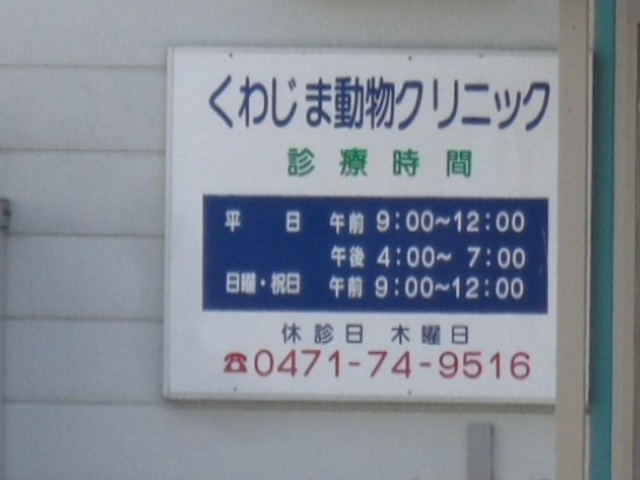 くわじま動物クリニック
診療時間
平日 午前 9:00〜12:00
午後 4:00〜 7:00
日曜・祝日 午前 9:00〜12:00
休診日 木曜日
☎0471-74-9516